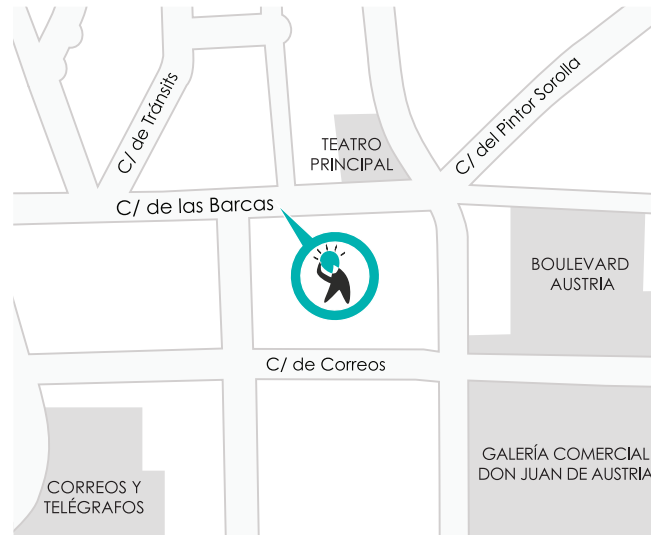 C/ de Tránsits
TEATRO
PRINCIPAL
C/ del Pintor Sorolla
C/ de las Barcas
BOULEVARD
AUSTRIA
C/ de Correos
GALERÍA COMERCIAL
DON JUAN DE AUSTRIA
CORREOS Y
TELÉGRAFOS